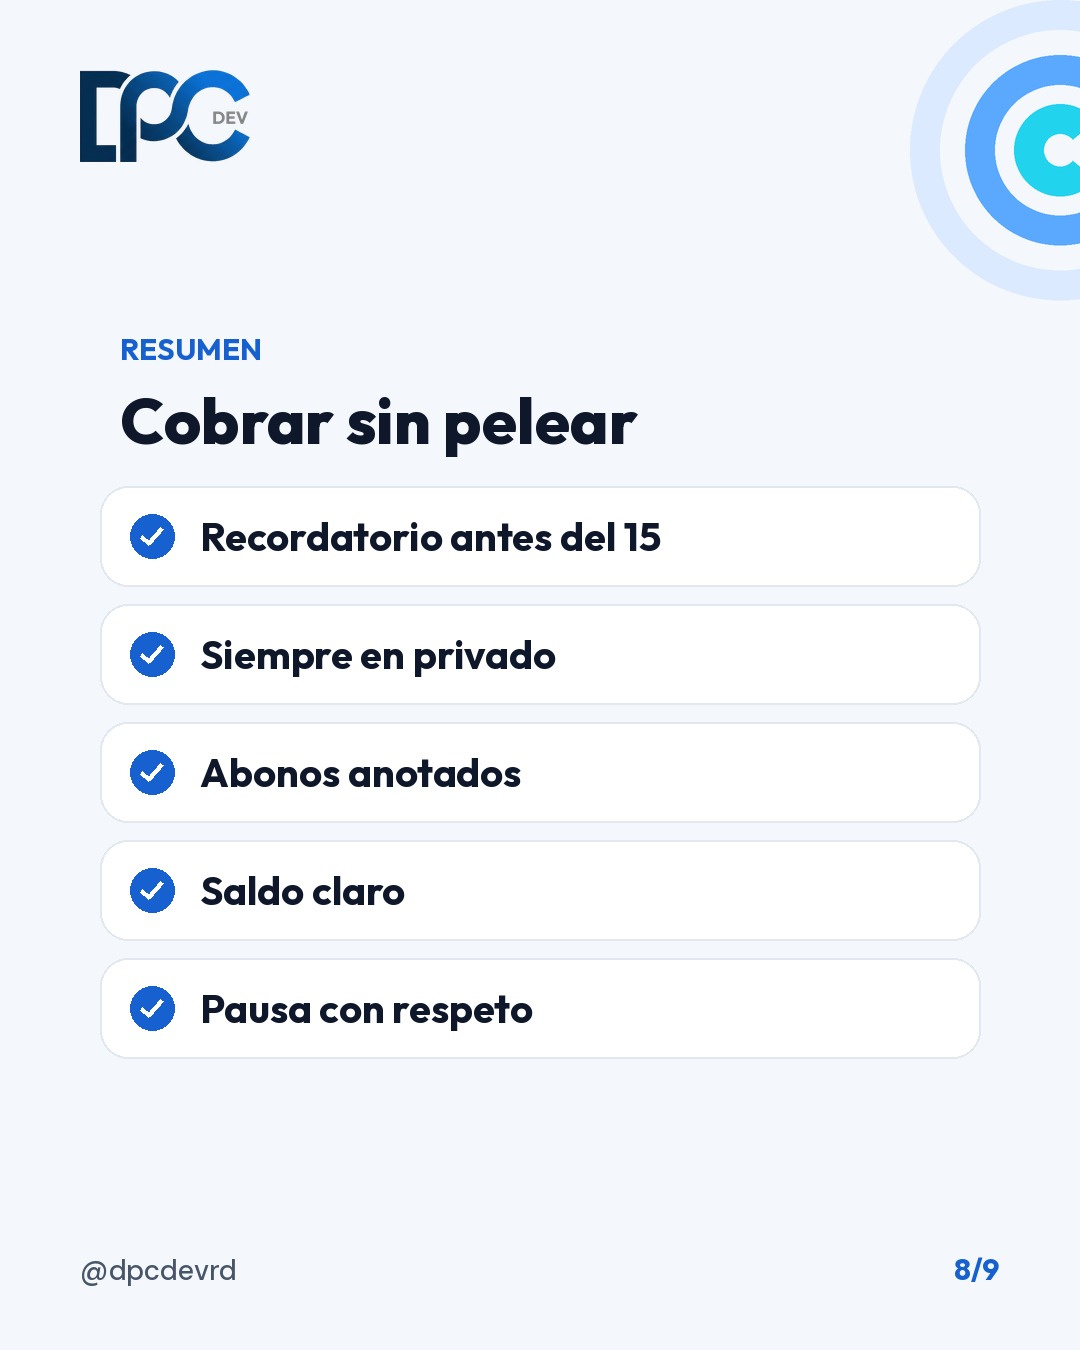 DPC
DEV
RESUMEN
Cobrar sin pelear
Recordatorio antes del 15
Siempre en privado
Abonos anotados
Saldo claro
Pausa con respeto
@dpcdevrd
8/9